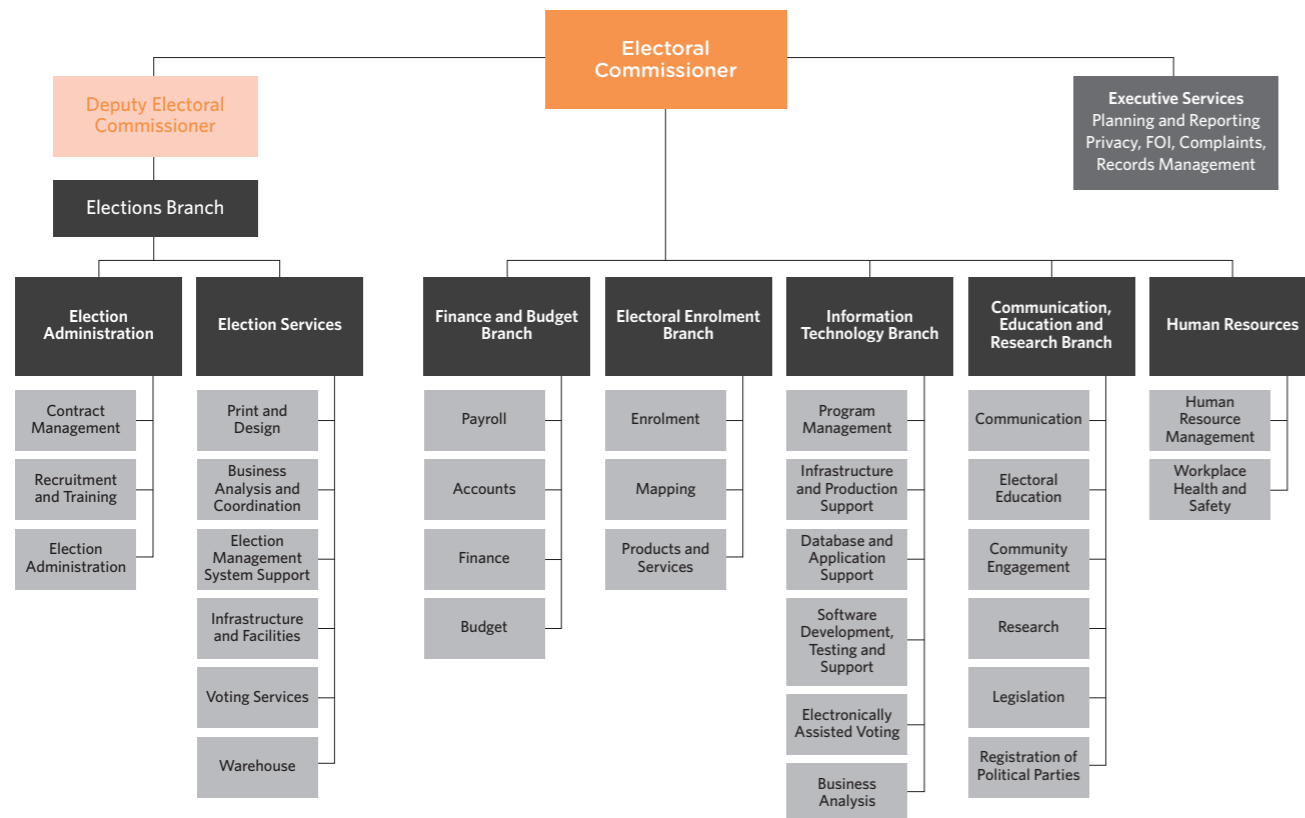 Electoral
Commissioner
Deputy Electoral
Commissioner
Executive Services
Planning and Reporting
Privacy, FOI, Complaints,
Records Management
Elections Branch
Election
Administration
Election Services
Finance and Budget
Branch
Electoral Enrolment
Branch
Information
Technology Branch
Communication,
Education and
Research Branch
Human Resources
Contract
Management
Recruitment
and Training
Election
Administration
Print and
Design
Business
Analysis and
Coordination
Election
Management
System Support
Infrastructure
and Facilities
Voting Services
Warehouse
Payroll
Accounts
Finance
Budget
Enrolment
Mapping
Products and
Services
Program
Management
Infrastructure
and Production
Support
Database and
Application
Support
Software
Development,
Testing and
Support
Electronically
Assisted Voting
Business
Analysis
Communication
Electoral
Education
Community
Engagement
Research
Legislation
Registration of
Political Parties
Human
Resource
Management
Workplace
Health and
Safety